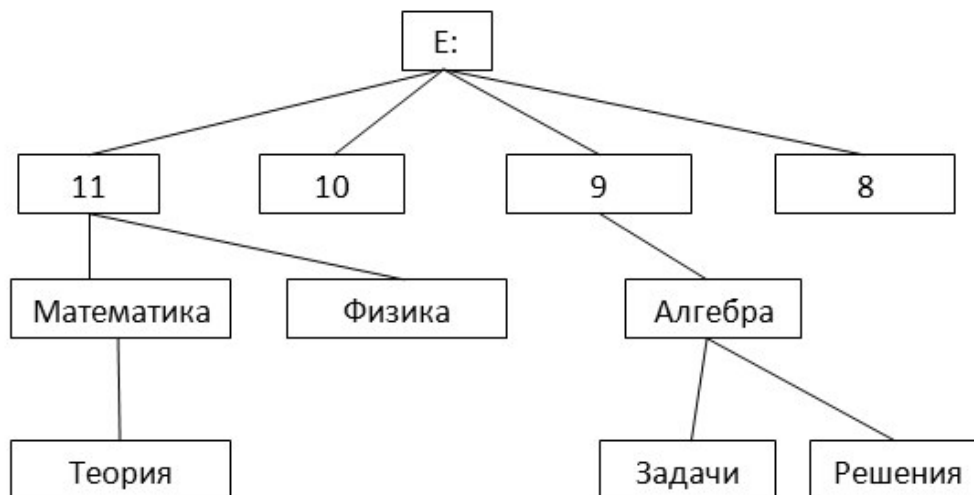 E:
11
10
9
8
Математика
Физика
Алгебра
Теория
Задачи
Решения